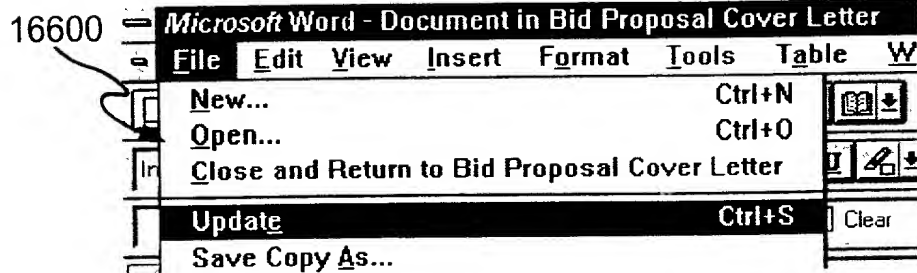 16600
Microsoft Word - Document in Bid Proposal Cover Letter
File Edit View Insert Format Tools Table W
New... Ctrl+N
Open... Ctrl+O
In
Close and Return to Bid Proposal Cover Letter
Update Ctrl+S
Clear
Save Copy As...